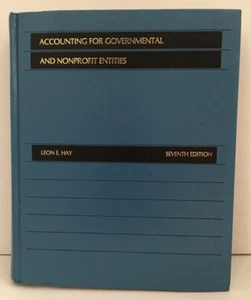 ACCOUNTING FOR GOVERNMENTAL
AND NONPROFIT ENTITIES
LEON E. HAY SEVENTH EDITION